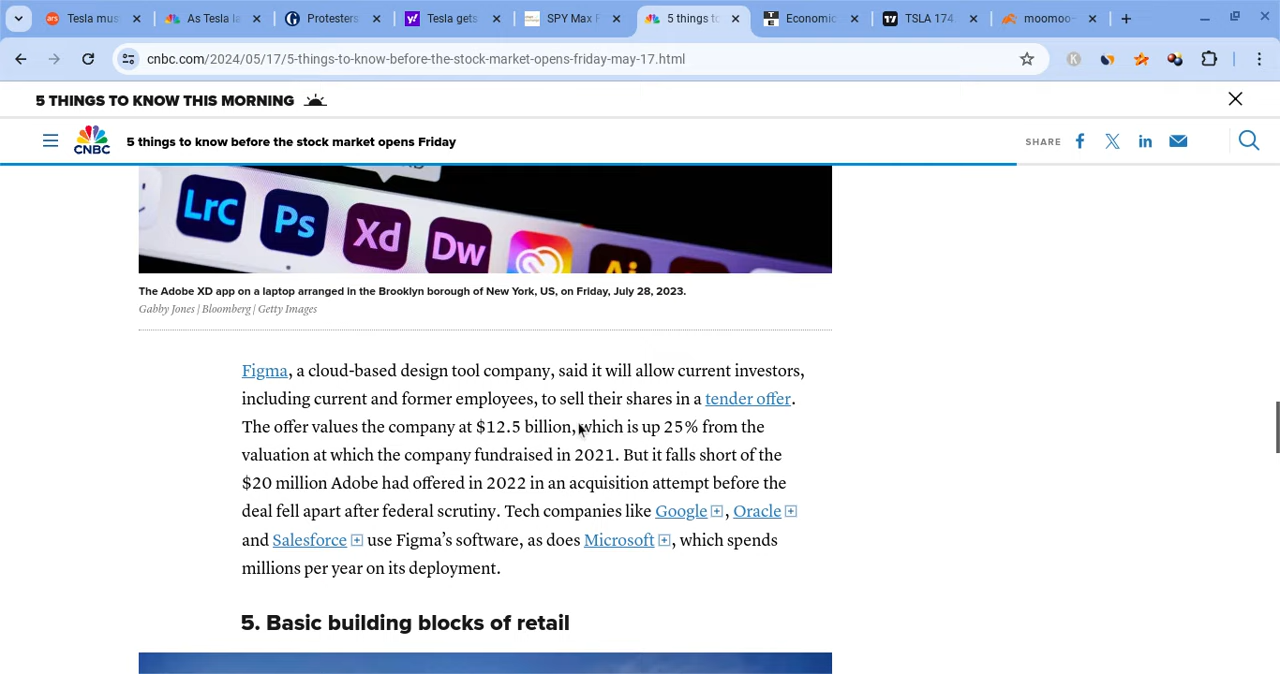 Tesla mus
As Tesla la
Protesters
Tesla gets
SPY Max F
5 things to
Economic
TSLA 174.
moomoo-
cnbc.com/2024/05/17/5-things-to-know-before-the-stock-market-opens-friday-may-17.html
5 THINGS TO KNOW THIS MORNING
CNBC
5 things to know before the stock market opens Friday
SHARE
LrC Ps Xd Dw Ai
The Adobe XD app on a laptop arranged in the Brooklyn borough of New York, US, on Friday, July 28, 2023.
Gabby Jones | Bloomberg | Getty Images
Figma, a cloud-based design tool company, said it will allow current investors,
including current and former employees, to sell their shares in a tender offer.
The offer values the company at $12.5 billion, which is up 25% from the
valuation at which the company fundraised in 2021. But it falls short of the
$20 million Adobe had offered in 2022 in an acquisition attempt before the
deal fell apart after federal scrutiny. Tech companies like Google, Oracle
and Salesforce use Figma’s software, as does Microsoft, which spends
millions per year on its deployment.
5. Basic building blocks of retail